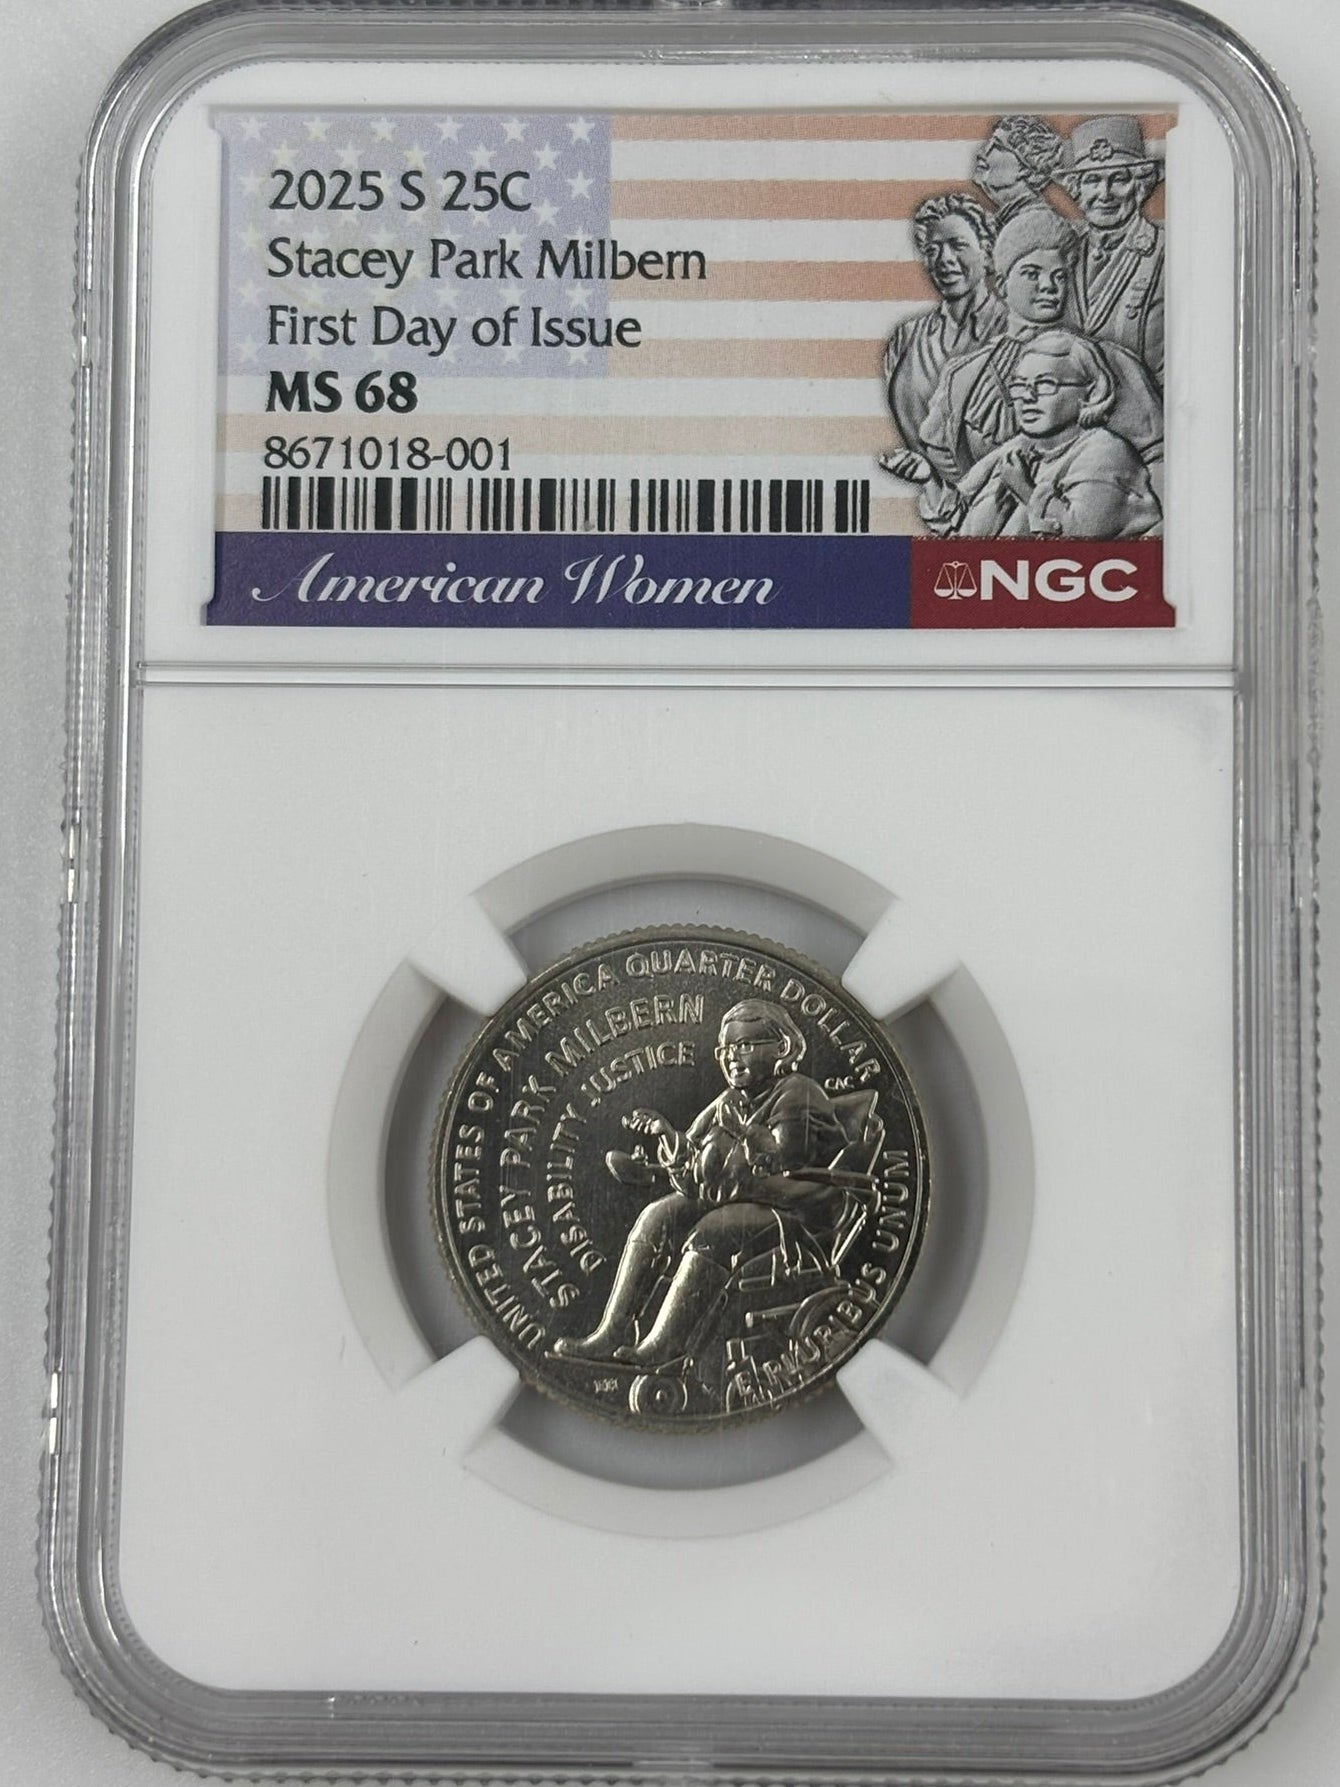 2025 S 25C
Stacey Park Milbern
First Day of Issue
MS 68
8671018-001
American Women
NGC
UNITED STATES OF AMERICA QUARTER DOLLAR
STACEY PARK MILBERN
DISABILITY JUSTICE
CAC
E PLURIBUS UNUM